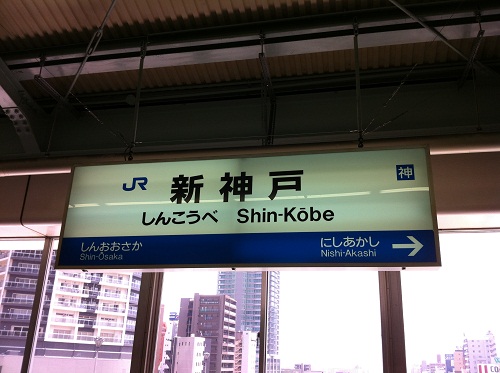 JR 新神戸 神
しんこうべ Shin-Kōbe
しんおおさか にしあかし →
Shin-Ōsaka Nishi-Akashi